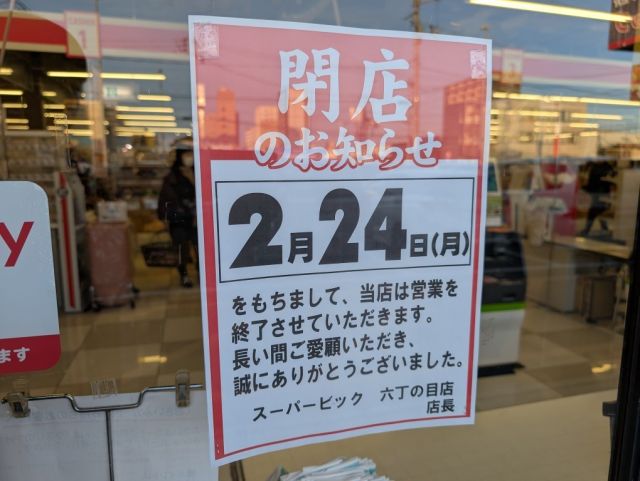 閉店
のお知らせ
2月24日(月)
をもちまして、当店は営業を
終了させていただきます。
長い間ご愛顧いただき、
誠にありがとうございました。
スーパービック 六丁の目店
店長
y
ます
1